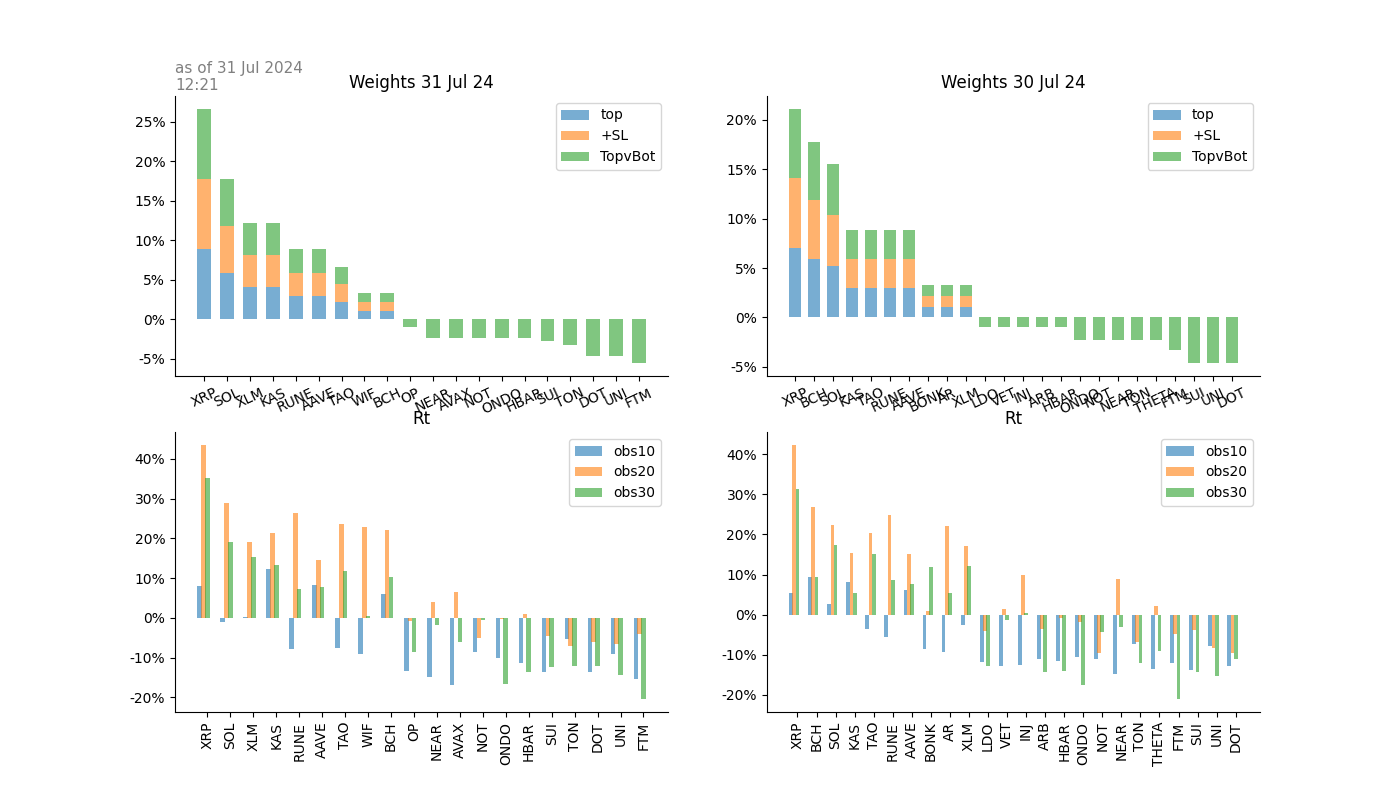 as of 31 Jul 2024
12:21
Weights 31 Jul 24
25%
20%
15%
10%
5%
0%
-5%
top
+SL
TopvBot
XRP SOL XLM KAS RUNE AAVE TAO WIF BCH OP NEAR AVAX NOT ONDO HBAR SUI TON DOT UNI FTM
Weights 30 Jul 24
20%
15%
10%
5%
0%
-5%
top
+SL
TopvBot
XRP BCH SOL KAS TAO RUNE AAVE BONK AR XLM LDO VET INJ ARB HBAR ONDO NOT NEAR TON THETA FTM SUI UNI DOT
Rt
40%
30%
20%
10%
0%
-10%
-20%
obs10
obs20
obs30
XRP SOL XLM KAS RUNE AAVE TAO WIF BCH OP NEAR AVAX NOT ONDO HBAR SUI TON DOT UNI FTM
Rt
40%
30%
20%
10%
0%
-10%
-20%
obs10
obs20
obs30
XRP BCH SOL KAS TAO RUNE AAVE BONK AR XLM LDO VET INJ ARB HBAR ONDO NOT NEAR TON THETA FTM SUI UNI DOT